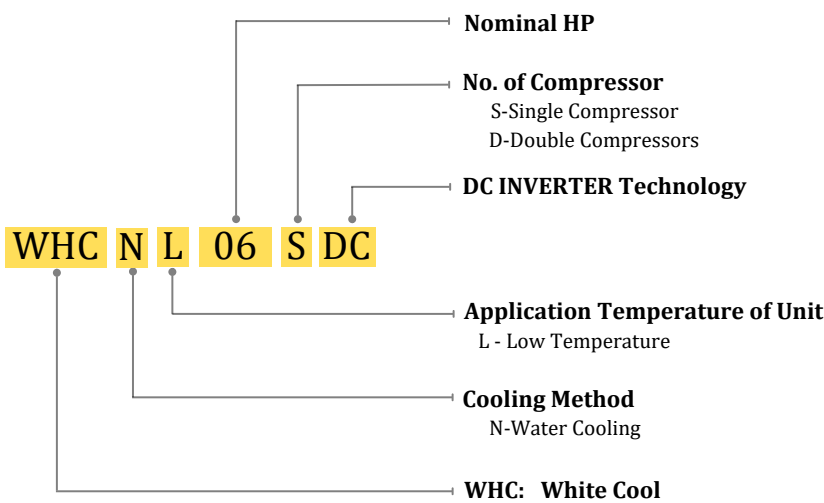 Nominal HP
No. of Compressor
S-Single Compressor
D-Double Compressors
DC INVERTER Technology
WHC N L 06 S DC
Application Temperature of Unit
L - Low Temperature
Cooling Method
N-Water Cooling
WHC: White Cool